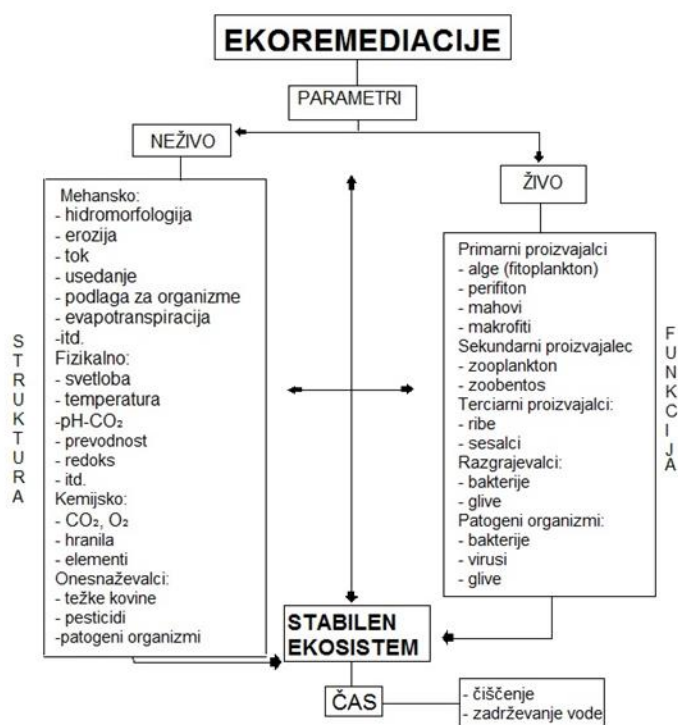 EKOREMEDIACIJE
PARAMETRI
NEŽIVO
ŽIVO
STRUKTURA
Mehansko:
- hidromorfologija
- erozija
- tok
- usedanje
- podlaga za organizme
- evapotranspiracija
-itd.
Fizikalno:
- svetloba
- temperatura
-pH-CO₂
- prevodnost
- redoks
- itd.
Kemijsko:
- CO₂, O₂
- hranila
- elementi
Onesnaževalci:
- težke kovine
- pesticidi
-patogeni organizmi
Primarni proizvajalci
- alge (fitoplankton)
- perifiton
- mahovi
- makrofiti
Sekundarni proizvajalec
- zooplankton
- zoobentos
Terciarni proizvajalci:
- ribe
- sesalci
Razgrajevalci:
- bakterije
- glive
Patogeni organizmi:
- bakterije
- virusi
- glive
FUNKCIJA
STABILEN
EKOSISTEM
ČAS
- čiščenje
- zadrževanje vode